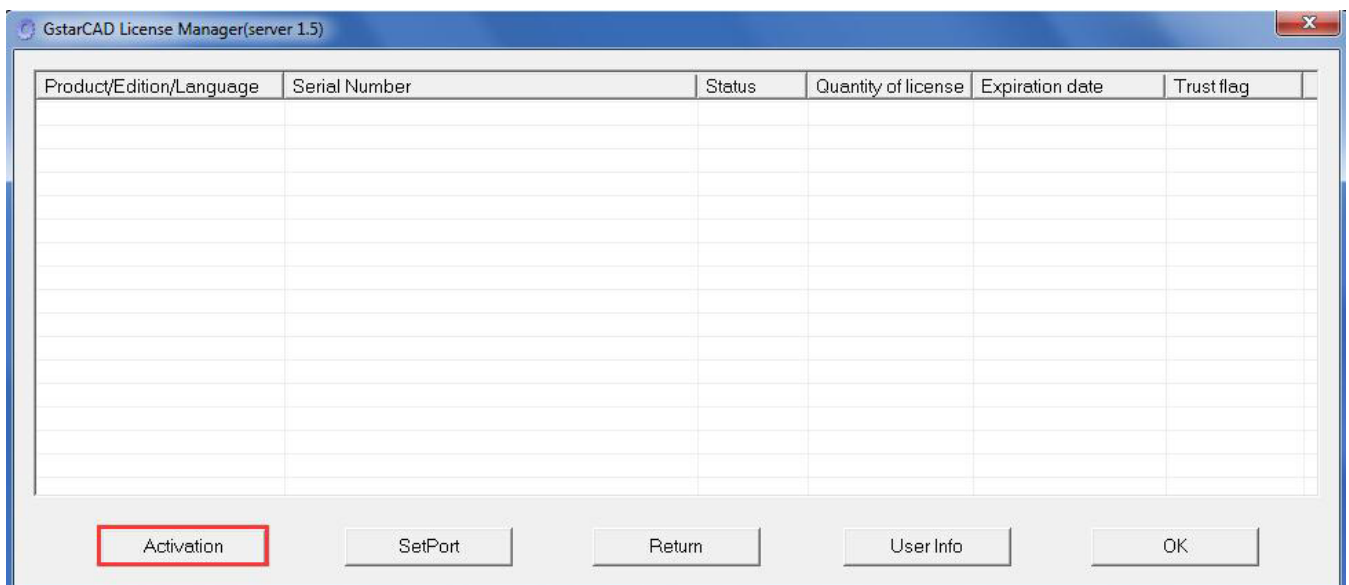 GstarCAD License Manager(server 1.5)
Product/Edition/Language Serial Number Status Quantity of license Expiration date Trust flag
Activation SetPort Return User Info OK